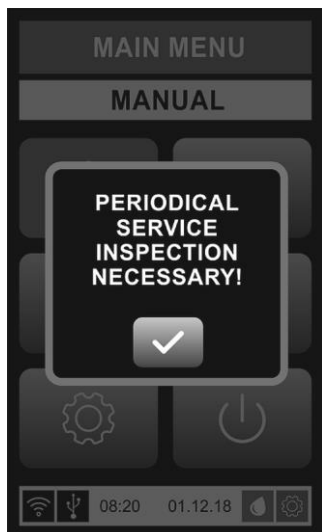 MAIN MENU
MANUAL
PERIODICAL
SERVICE
INSPECTION
NECESSARY!
08:20 01.12.18